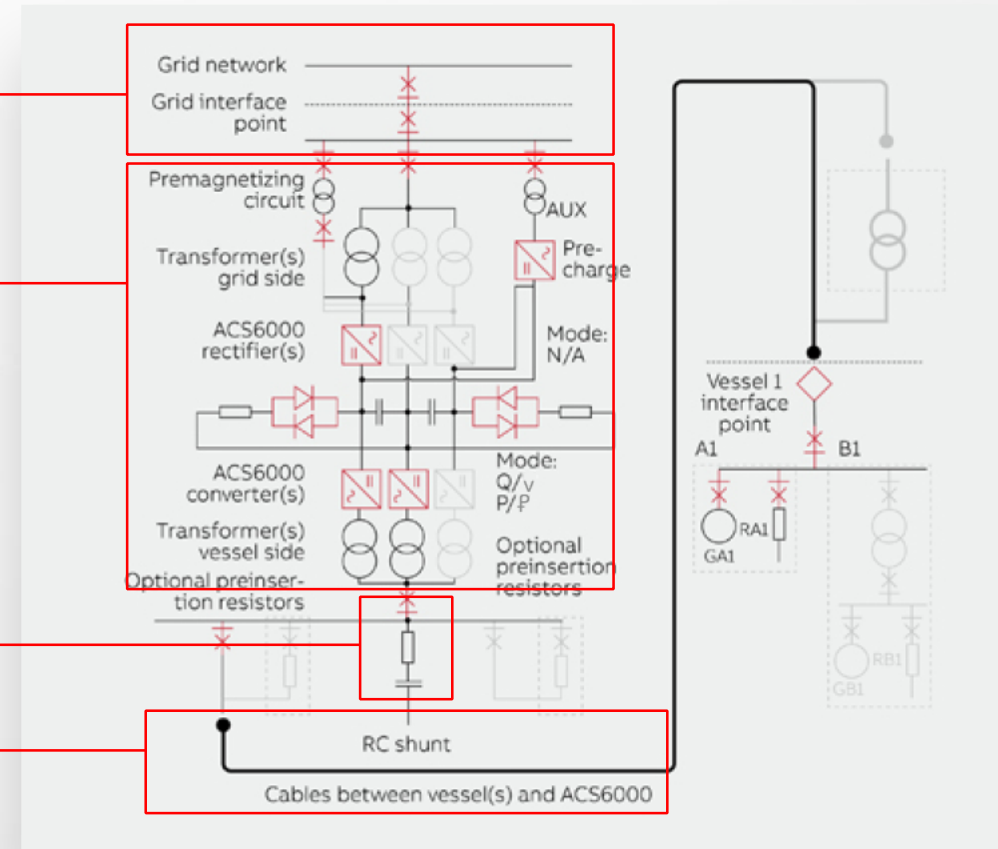 Grid network
Grid interface
point
Premagnetizing
circuit
AUX
Transformer(s)
grid side
Pre-
charge
ACS6000
rectifier(s)
Mode:
N/A
ACS6000
converter(s)
Mode:
Q/v
P/₽
Transformer(s)
vessel side
Optional
preinsertion
resistors
Optional preinser-
tion resistors
RC shunt
Cables between vessel(s) and ACS6000
Vessel 1
interface
point
A1
B1
RA1
GA1
RB1
GB1